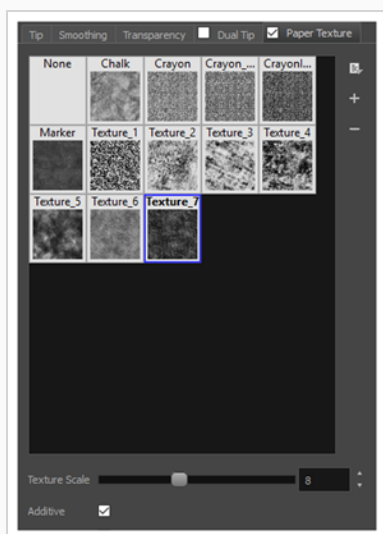 Tip Smoothing Transparency Dual Tip Paper Texture
None Chalk Crayon Crayon_... Crayonl...
Marker Texture_1 Texture_2 Texture_3 Texture_4
Texture_5 Texture_6 Texture_7
Texture Scale 8
Additive